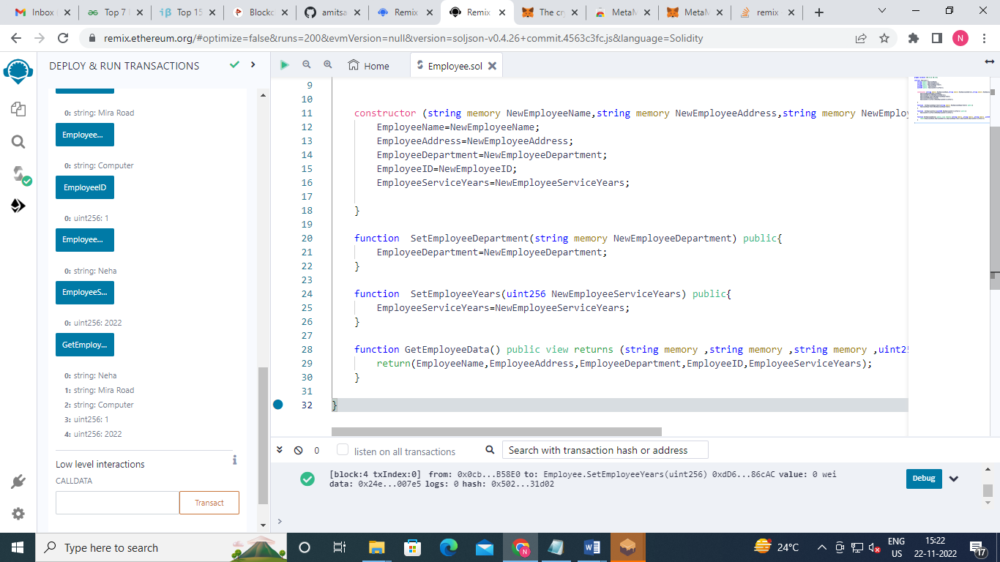 Inbox (
Top 7
Top 15
Blockc
amitsa
Remix
Remix
The cry
MetaM
MetaM
remix
remix.ethereum.org/#optimize=false&runs=200&evmVersion=null&version=soljson-v0.4.26+commit.4563c3fc.js&language=Solidity
N
DEPLOY & RUN TRANSACTIONS
0: string: Mira Road
Employee...
0: string: Computer
EmployeeID
0: uint256: 1
Employee...
0: string: Neha
EmployeeS...
0: uint256: 2022
GetEmploy...
0: string: Neha
1: string: Mira Road
2: string: Computer
3: uint256: 1
4: uint256: 2022
Low level interactions
i
CALLDATA
Transact
Home
Employee.sol
9
10
11 constructor (string memory NewEmployeeName,string memory NewEmployeeAddress,string memory NewEmplo
12 EmployeeName=NewEmployeeName;
13 EmployeeAddress=NewEmployeeAddress;
14 EmployeeDepartment=NewEmployeeDepartment;
15 EmployeeID=NewEmployeeID;
16 EmployeeServiceYears=NewEmployeeServiceYears;
17
18 }
19
20 function  SetEmployeeDepartment(string memory NewEmployeeDepartment) public{
21 EmployeeDepartment=NewEmployeeDepartment;
22 }
23
24 function  SetEmployeeYears(uint256 NewEmployeeServiceYears) public{
25 EmployeeServiceYears=NewEmployeeServiceYears;
26 }
27
28 function GetEmployeeData() public view returns (string memory ,string memory ,string memory ,uint25
29 return(EmployeeName,EmployeeAddress,EmployeeDepartment,EmployeeID,EmployeeServiceYears);
30 }
31
32 }
0
listen on all transactions
Search with transaction hash or address
[block:4 txIndex:0] from: 0x0cb...B58E0 to: Employee.SetEmployeeYears(uint256) 0xdD6...86cAC value: 0 wei
data: 0x24e...007e5 logs: 0 hash: 0x502...31d02
Debug
>
Type here to search
N
24°C
ENG
US
15:22
22-11-2022
17